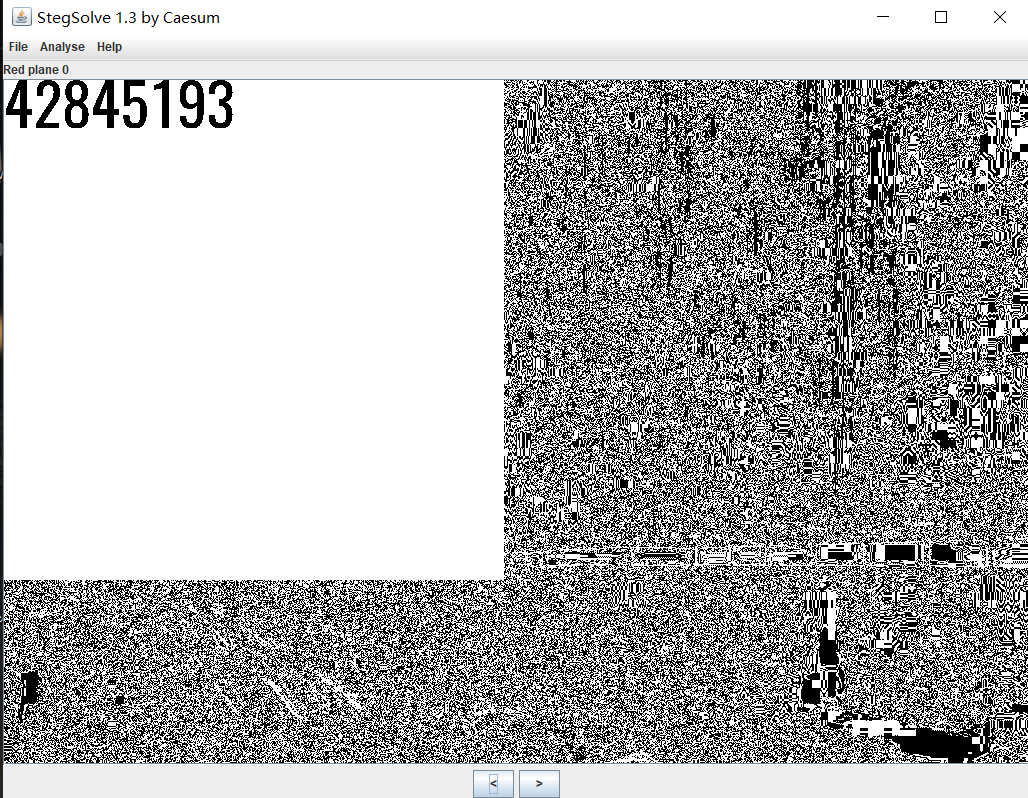 StegSolve 1.3 by Caesum
File Analyse Help
Red plane 0
42845193
< >